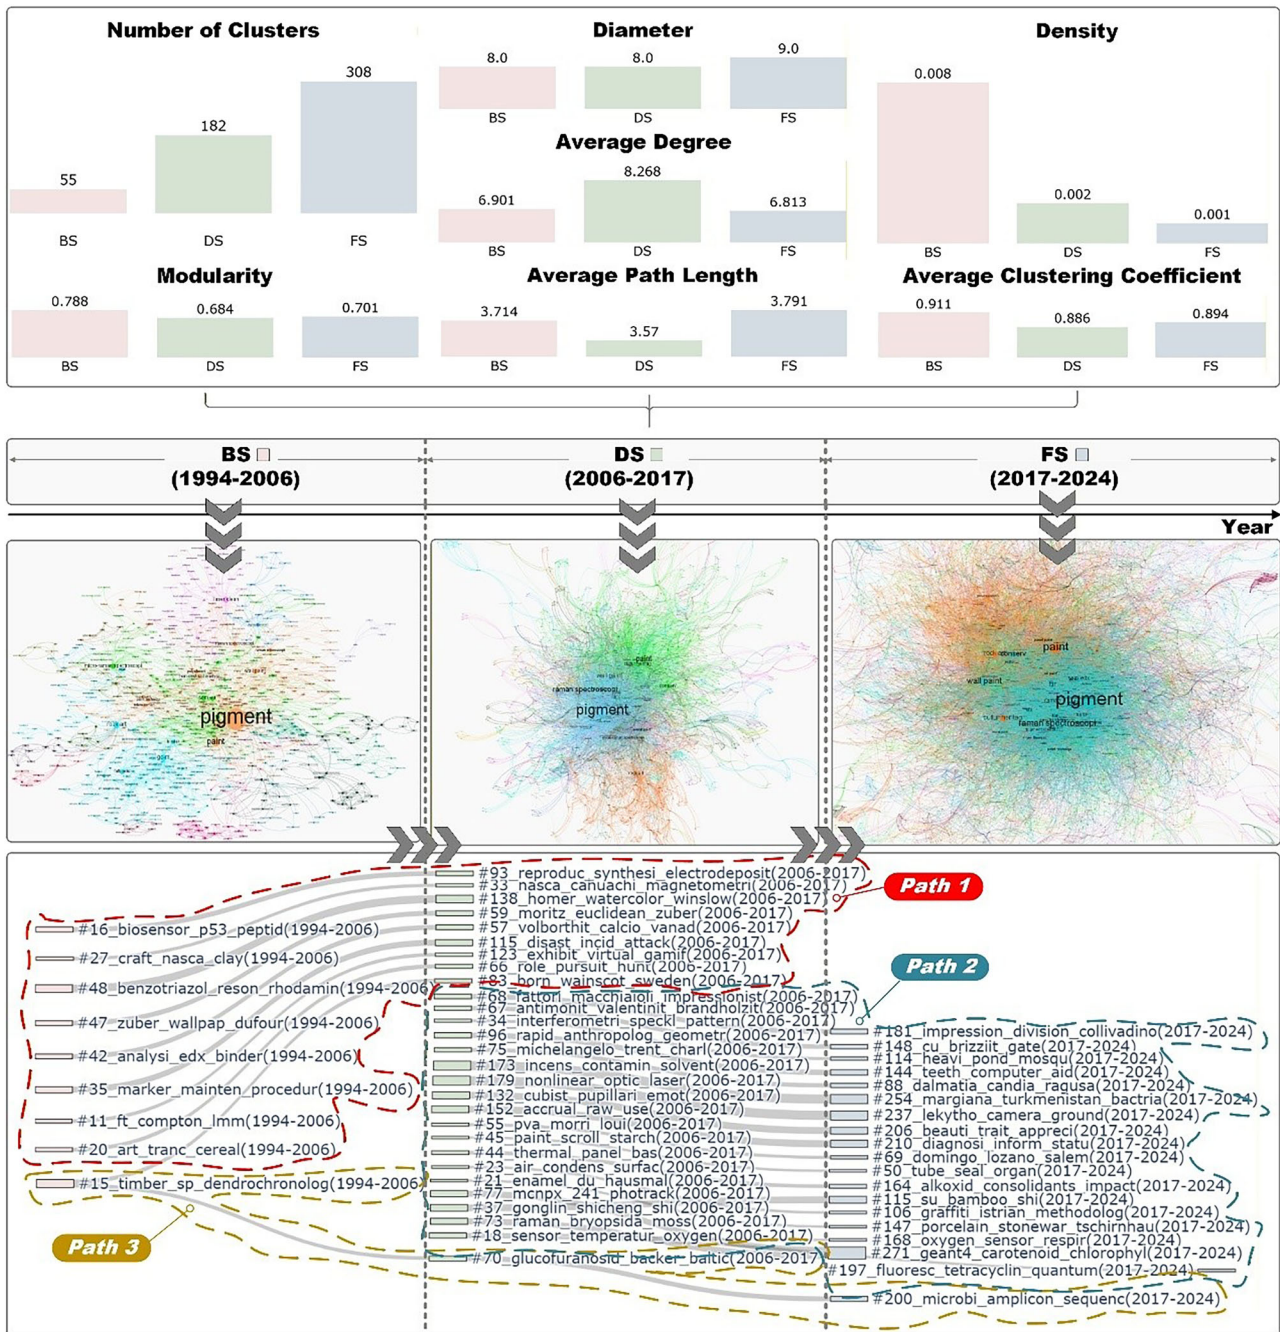 Number of Clusters
55
182
308
BS
DS
FS
Diameter
8.0
8.0
9.0
BS
DS
FS
Density
0.008
0.002
0.001
BS
DS
FS
Average Degree
6.901
8.268
6.813
BS
DS
FS
Modularity
0.788
0.684
0.701
BS
DS
FS
Average Path Length
3.714
3.57
3.791
BS
DS
FS
Average Clustering Coefficient
0.911
0.886
0.894
BS
DS
FS
BS
(1994-2006)
DS
(2006-2017)
FS
(2017-2024)
Year
pigment
paint
paint
raman spectroscopi
pigment
paint
wall paint
pigment
raman spectroscopi
#16_biosensor_p53_peptid(1994-2006)
#27_craft_nasca_clay(1994-2006)
#48_benzotriazol_reson_rhodamin(1994-2006)
#47_zuber_wallpap_dufour(1994-2006)
#42_analysi_edx_binder(1994-2006)
#35_marker_mainten_procedur(1994-2006)
#11_ft_compton_lmm(1994-2006)
#20_art_tranc_cereal(1994-2006)
#15_timber_sp_dendrochronolog(1994-2006)
Path 3
#93_reproduc_synthesi_electrodeposit(2006-2017)
#33_nasca_canuachi_magnetometri(2006-2017)
#138_homer_watercolor_winslow(2006-2017)
#59_moritz_euclidean_zuber(2006-2017)
#57_volborthit_calcio_vanad(2006-2017)
#115_disast_incid_attack(2006-2017)
#123_exhibit_virtual_gamif(2006-2017)
#66_role_pursuit_hunt(2006-2017)
#83_born_wainscot_sweden(2006-2017)
#68_fattori_macchiaioli_impressionist(2006-2017)
#67_antimonit_valentinit_brandholzit(2006-2017)
#34_interferometri_speckl_pattern(2006-2017)
#96_rapid_anthropolog_geometr(2006-2017)
#75_michelangelo_trent_charl(2006-2017)
#173_incens_contamin_solvent(2006-2017)
#179_nonlinear_optic_laser(2006-2017)
#132_cubist_pupillari_emot(2006-2017)
#152_accrual_raw_use(2006-2017)
#55_pva_morri_loui(2006-2017)
#45_paint_scroll_starch(2006-2017)
#44_thermal_panel_bas(2006-2017)
#23_air_condens_surfac(2006-2017)
#21_enamel_du_hausmal(2006-2017)
#77_mcnpx_241_photrack(2006-2017)
#37_gonglin_shicheng_shi(2006-2017)
#73_raman_bryopsida_moss(2006-2017)
#18_sensor_temperatur_oxygen(2006-2017)
#70_glucofuranosid_backer_baltic(2006-2017)
Path 1
Path 2
#181_impression_division_collivadino(2017-2024)
#148_cu_brizziit_gate(2017-2024)
#114_heavi_pond_mosqu(2017-2024)
#144_teeth_computer_aid(2017-2024)
#88_dalmatia_candia_ragusa(2017-2024)
#254_margiana_turkmenistan_bactria(2017-2024)
#237_lekytho_camera_ground(2017-2024)
#206_beauti_trait_appreci(2017-2024)
#210_diagnosi_inform_statu(2017-2024)
#69_domingo_lozano_salem(2017-2024)
#50_tube_seal_organ(2017-2024)
#164_alkoxid_consolidants_impact(2017-2024)
#115_su_bamboo_shi(2017-2024)
#106_graffiti_istrian_methodolog(2017-2024)
#147_porcelain_stonewar_tschirnhau(2017-2024)
#168_oxygen_sensor_respir(2017-2024)
#271_geant4_carotenoid_chlorophyl(2017-2024)
#197_fluoresc_tetracyclin_quantum(2017-2024)
#200_microbi_amplicon_sequenc(2017-2024)